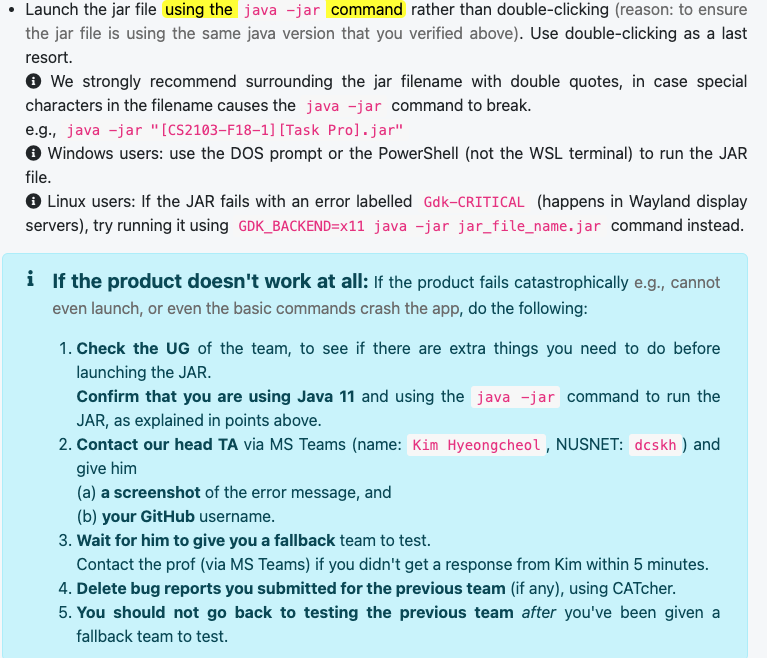 • Launch the jar file using the java -jar command rather than double-clicking (reason: to ensure
the jar file is using the same java version that you verified above). Use double-clicking as a last
resort.
We strongly recommend surrounding the jar filename with double quotes, in case special
characters in the filename causes the java -jar command to break.
e.g., java -jar "[CS2103-F18-1][Task Pro].jar"
Windows users: use the DOS prompt or the PowerShell (not the WSL terminal) to run the JAR
file.
Linux users: If the JAR fails with an error labelled Gdk-CRITICAL (happens in Wayland display
servers), try running it using GDK_BACKEND=x11 java -jar jar_file_name.jar command instead.
If the product doesn't work at all: If the product fails catastrophically e.g., cannot
even launch, or even the basic commands crash the app, do the following:
1. Check the UG of the team, to see if there are extra things you need to do before
launching the JAR.
Confirm that you are using Java 11 and using the java -jar command to run the
JAR, as explained in points above.
2. Contact our head TA via MS Teams (name: Kim Hyeongcheol, NUSNET: dcskh) and
give him
(a) a screenshot of the error message, and
(b) your GitHub username.
3. Wait for him to give you a fallback team to test.
Contact the prof (via MS Teams) if you didn't get a response from Kim within 5 minutes.
4. Delete bug reports you submitted for the previous team (if any), using CATcher.
5. You should not go back to testing the previous team after you've been given a
fallback team to test.